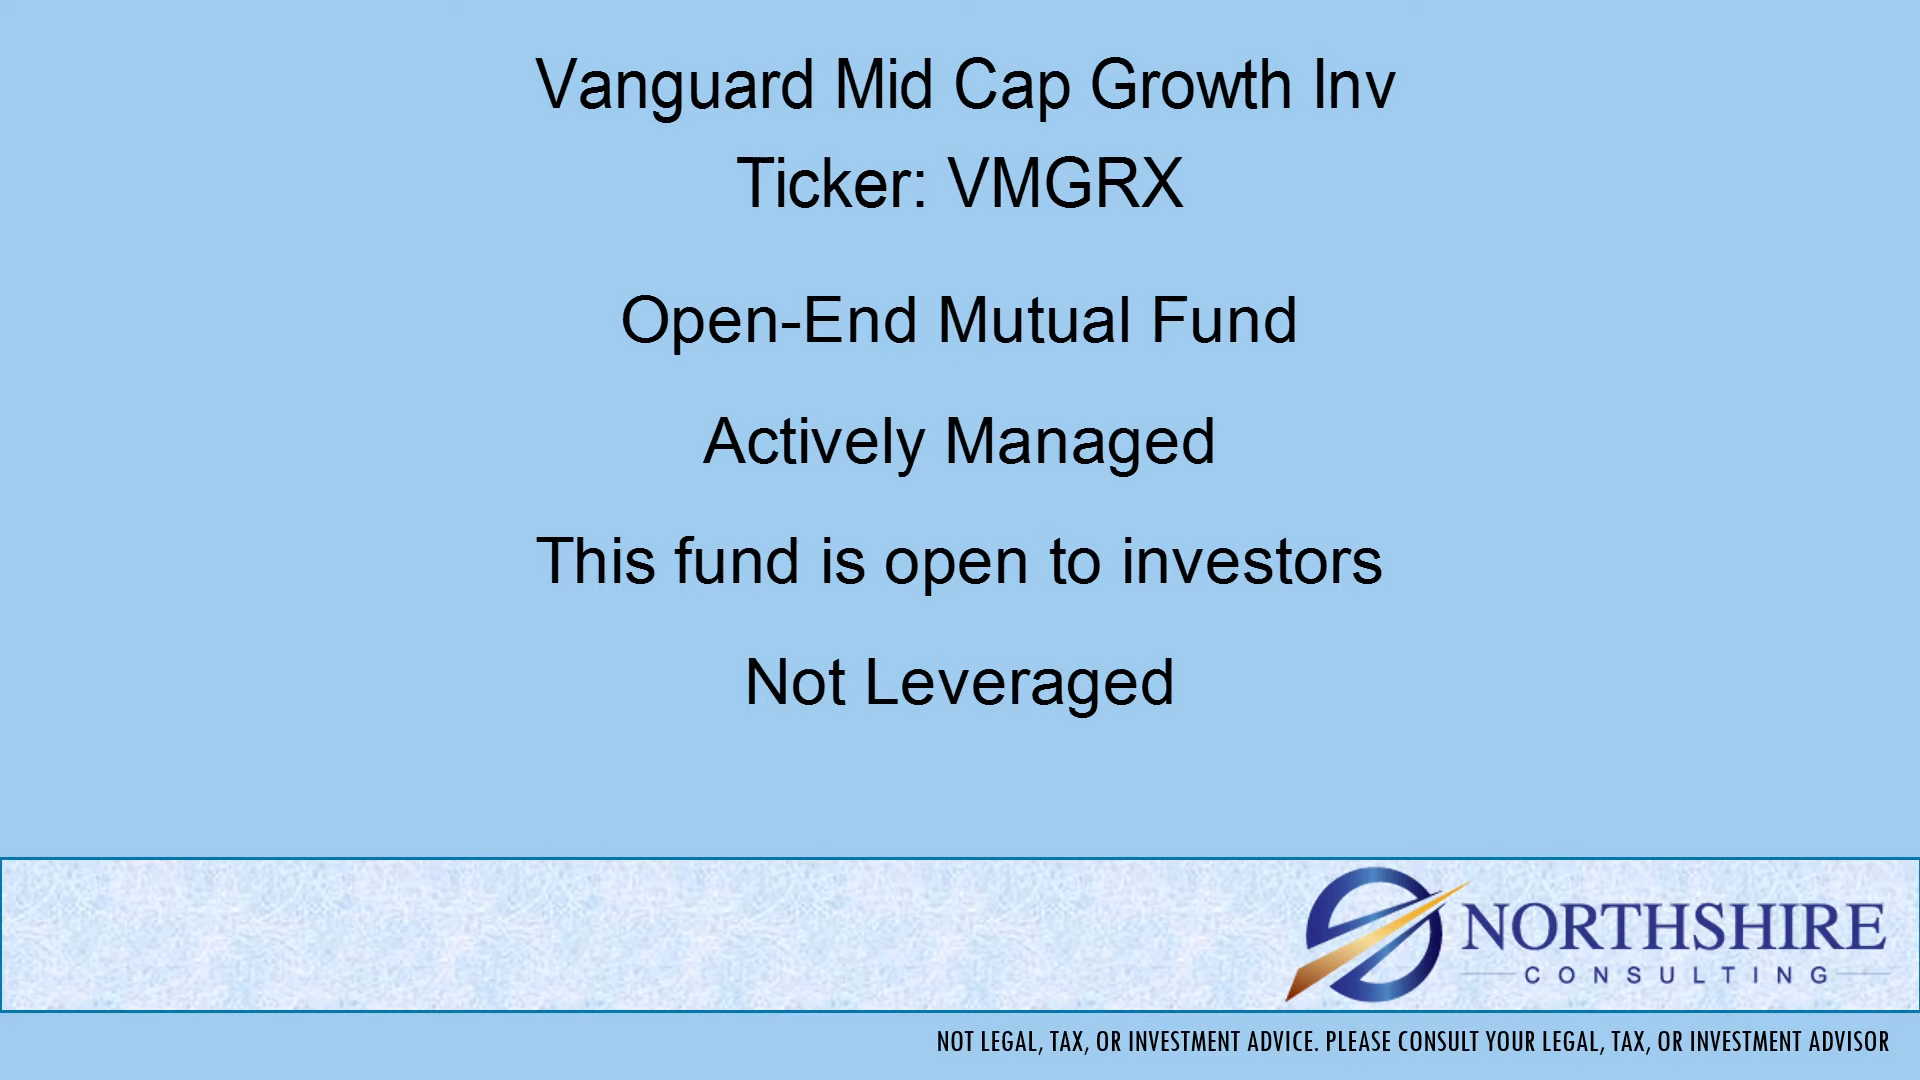 Vanguard Mid Cap Growth Inv
Ticker: VMGRX
Open-End Mutual Fund
Actively Managed
This fund is open to investors
Not Leveraged
NORTHSHIRE
CONSULTING
NOT LEGAL, TAX, OR INVESTMENT ADVICE. PLEASE CONSULT YOUR LEGAL, TAX, OR INVESTMENT ADVISOR